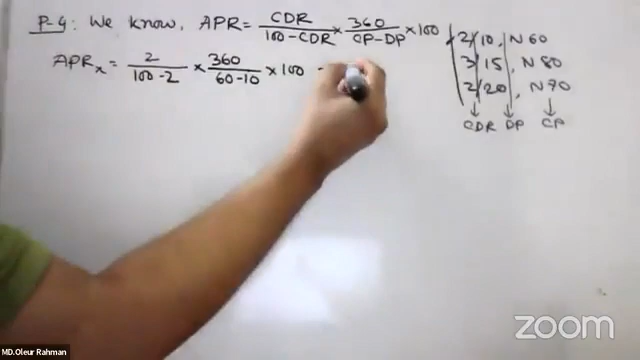 P-4: We know, APR = CDR / 100 - CDR × 360 / CP - DP × 100
2/10, N 60
3/15, N 80
2/20, N 70
CDR DP CP
APRx = 2 / 100 - 2 × 360 / 60 - 10 × 100
zoom
MD.Oleur Rahman